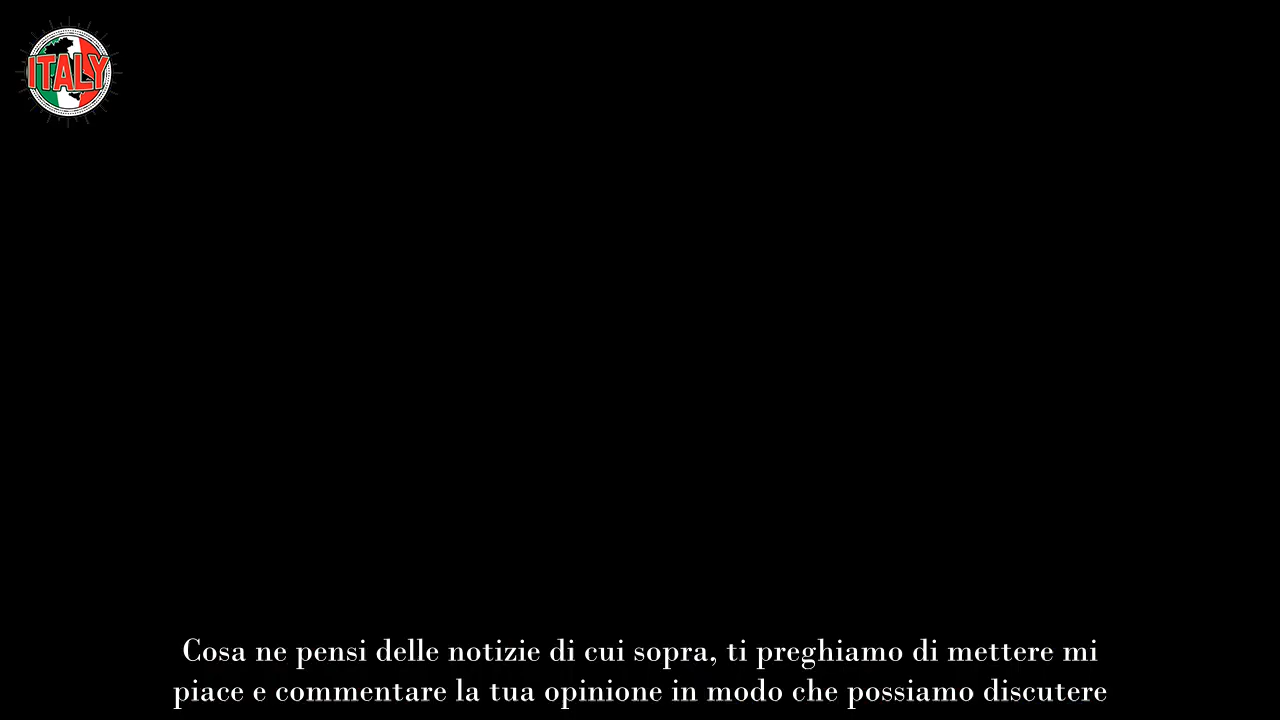 ITALY
Cosa ne pensi delle notizie di cui sopra, ti preghiamo di mettere mi
piace e commentare la tua opinione in modo che possiamo discutere